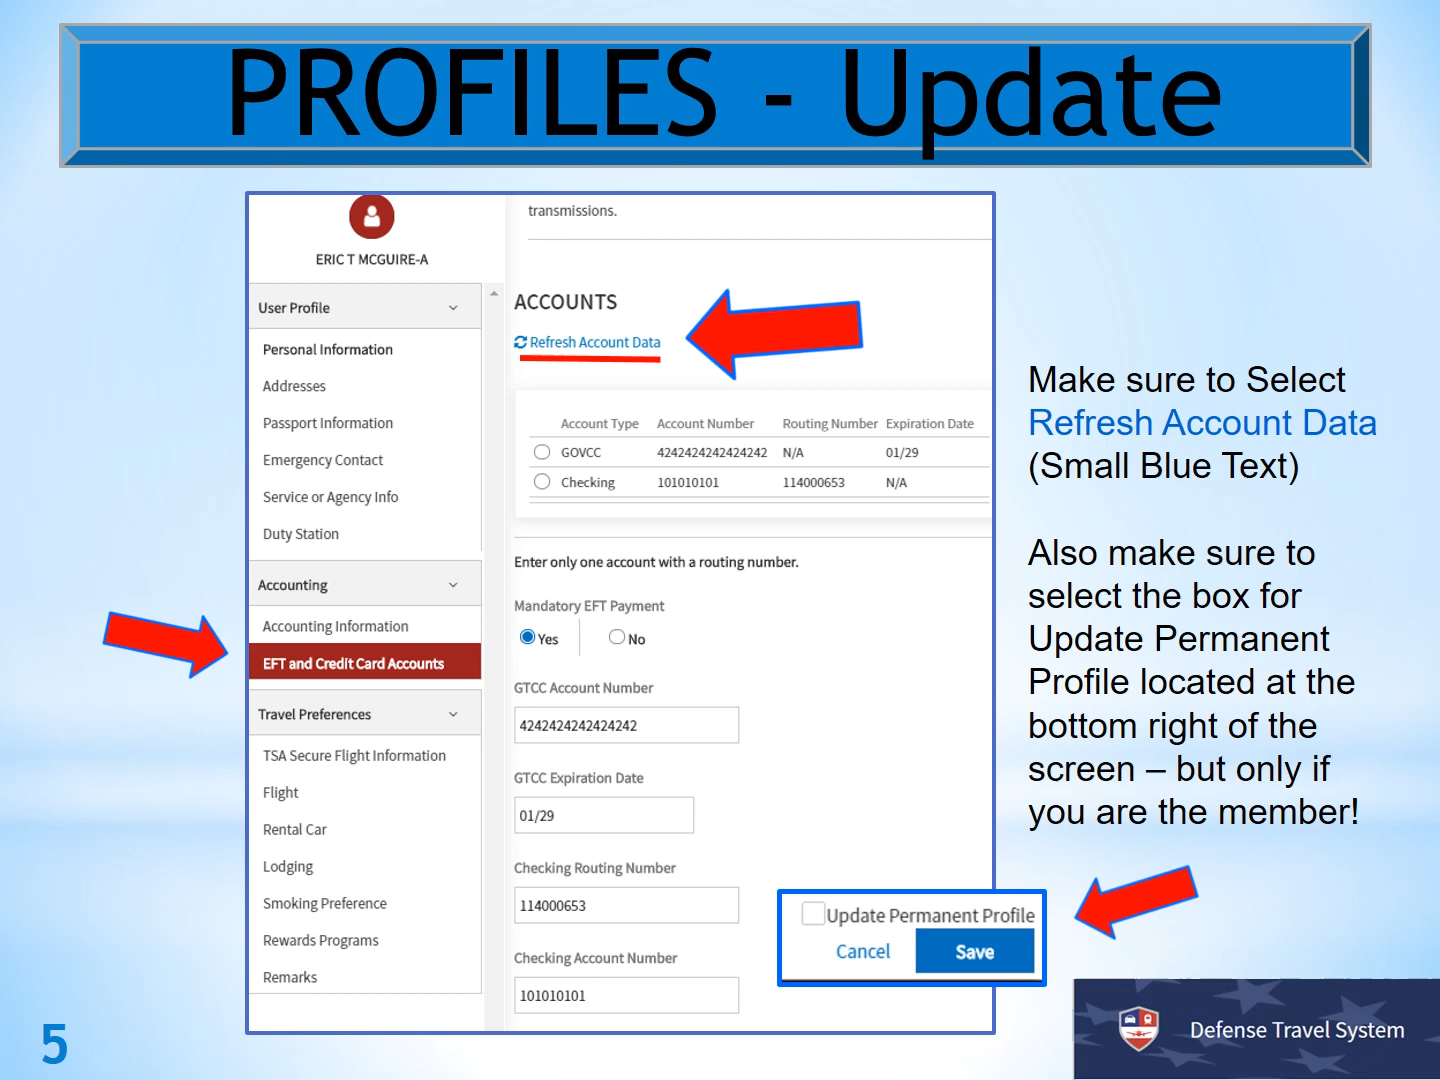 PROFILES - Update
transmissions.
ERIC T MCGUIRE-A
User Profile
Personal Information
Addresses
Passport Information
Emergency Contact
Service or Agency Info
Duty Station
Accounting
Accounting Information
EFT and Credit Card Accounts
Travel Preferences
TSA Secure Flight Information
Flight
Rental Car
Lodging
Smoking Preference
Rewards Programs
Remarks
ACCOUNTS
Refresh Account Data
Account Type Account Number Routing Number Expiration Date
GOVCC 4242424242424242 N/A 01/29
Checking 101010101 114000653 N/A
Enter only one account with a routing number.
Mandatory EFT Payment
Yes No
GTCC Account Number
4242424242424242
GTCC Expiration Date
01/29
Checking Routing Number
114000653
Checking Account Number
101010101
Update Permanent Profile
Cancel Save
Make sure to Select
Refresh Account Data
(Small Blue Text)
Also make sure to
select the box for
Update Permanent
Profile located at the
bottom right of the
screen – but only if
you are the member!
5
Defense Travel System